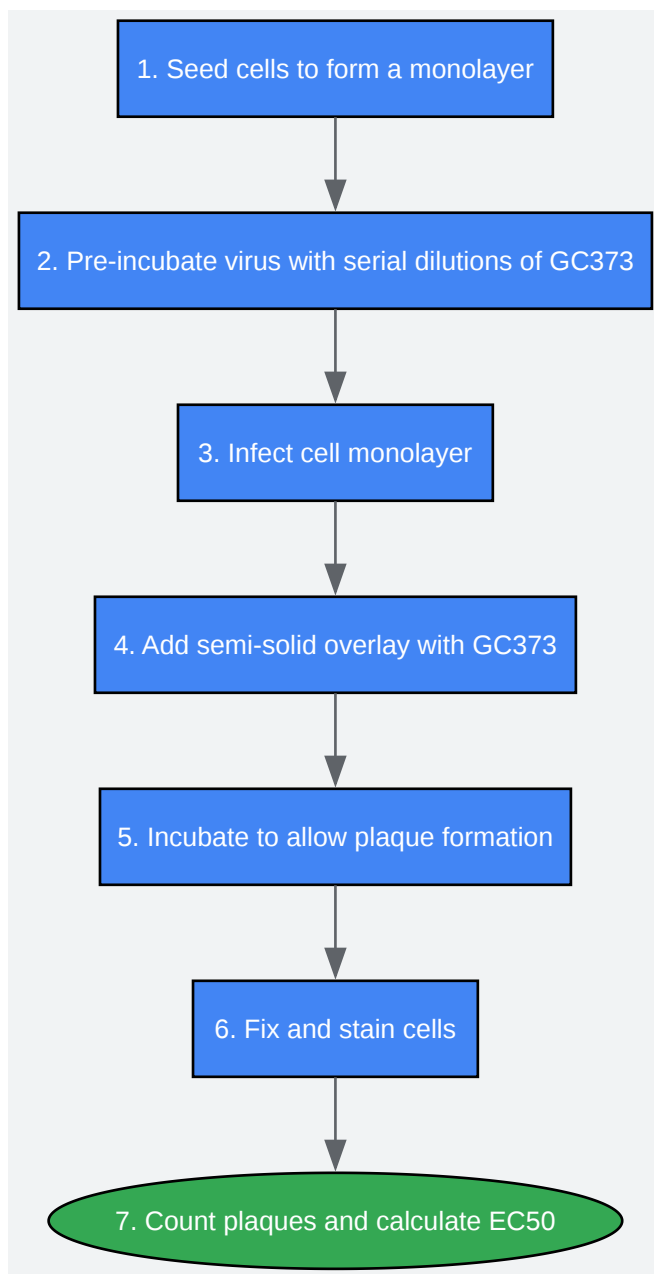 1. Seed cells to form a monolayer
2. Pre-incubate virus with serial dilutions of GC373
3. Infect cell monolayer
4. Add semi-solid overlay with GC373
5. Incubate to allow plaque formation
6. Fix and stain cells
7. Count plaques and calculate EC50